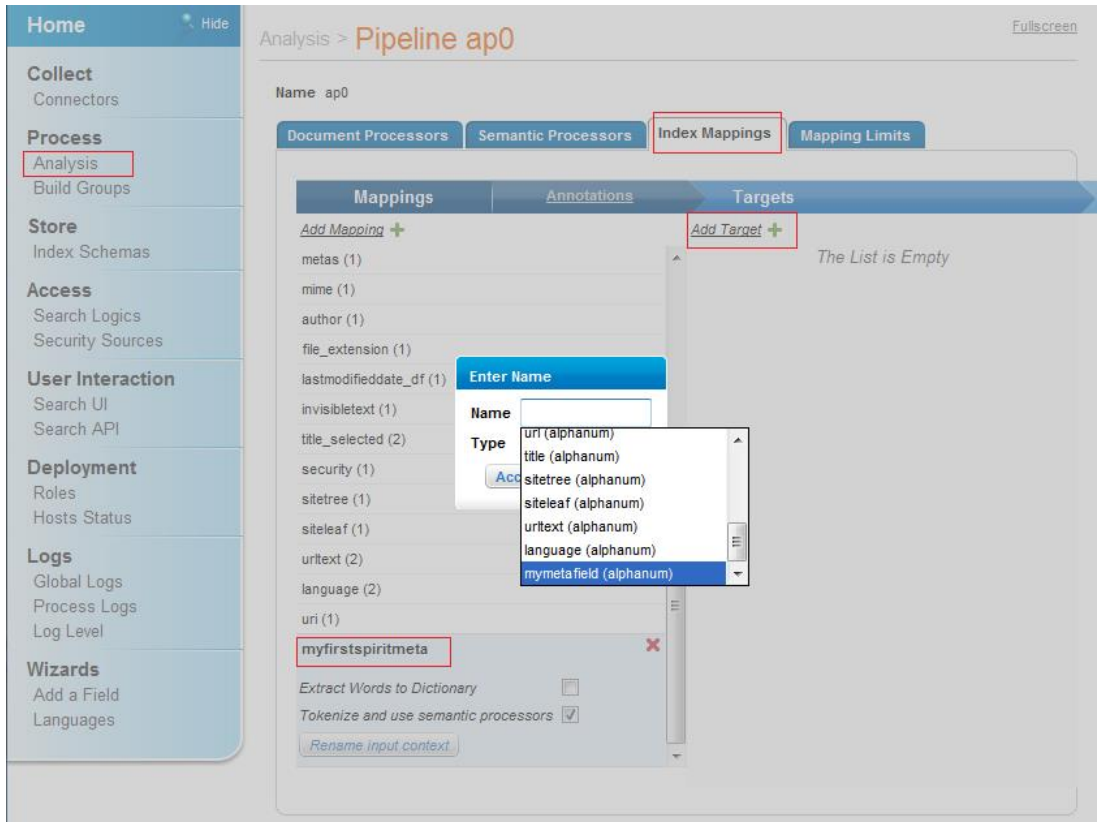 Home
Hide
Collect
Connectors
Process
Analysis
Build Groups
Store
Index Schemas
Access
Search Logics
Security Sources
User Interaction
Search UI
Search API
Deployment
Roles
Hosts Status
Logs
Global Logs
Process Logs
Log Level
Wizards
Add a Field
Languages
Analysis > Pipeline ap0
Fullscreen
Name ap0
Document Processors
Semantic Processors
Index Mappings
Mapping Limits
Mappings
Annotations
Targets
Add Mapping
metas (1)
mime (1)
author (1)
file_extension (1)
lastmodifieddate_df (1)
invisibletext (1)
title_selected (2)
security (1)
sitetree (1)
siteleaf (1)
urltext (2)
language (2)
uri (1)
myfirstspiritmeta
Extract Words to Dictionary
Tokenize and use semantic processors
Rename input context
Add Target
The List is Empty
Enter Name
Name
Type
Acc
url (alphanum)
title (alphanum)
sitetree (alphanum)
siteleaf (alphanum)
urltext (alphanum)
language (alphanum)
mymetafield (alphanum)